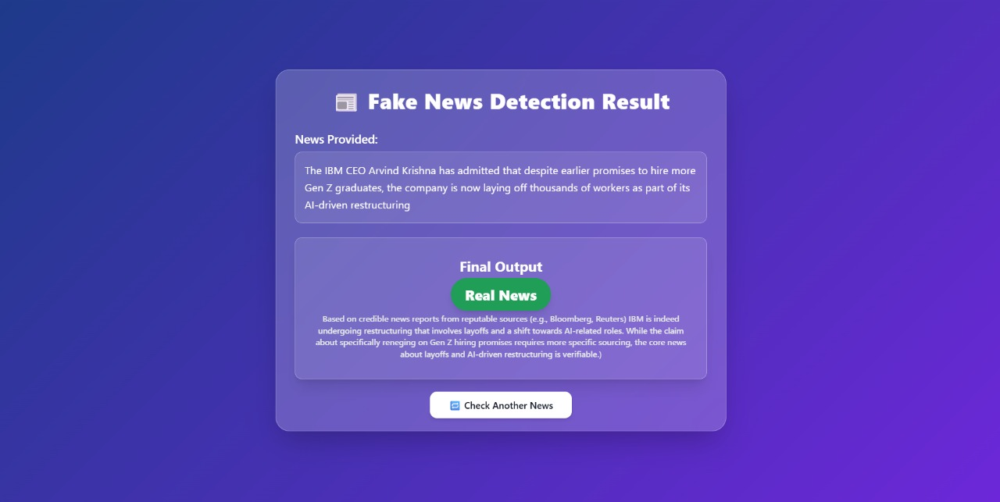 Fake News Detection Result
News Provided:
The IBM CEO Arvind Krishna has admitted that despite earlier promises to hire more
Gen Z graduates, the company is now laying off thousands of workers as part of its
AI-driven restructuring
Final Output
Real News
Based on credible news reports from reputable sources (e.g., Bloomberg, Reuters) IBM is indeed
undergoing restructuring that involves layoffs and a shift towards AI-related roles. While the claim
about specifically reneging on Gen Z hiring promises requires more specific sourcing, the core news
about layoffs and AI-driven restructuring is verifiable.)
Check Another News